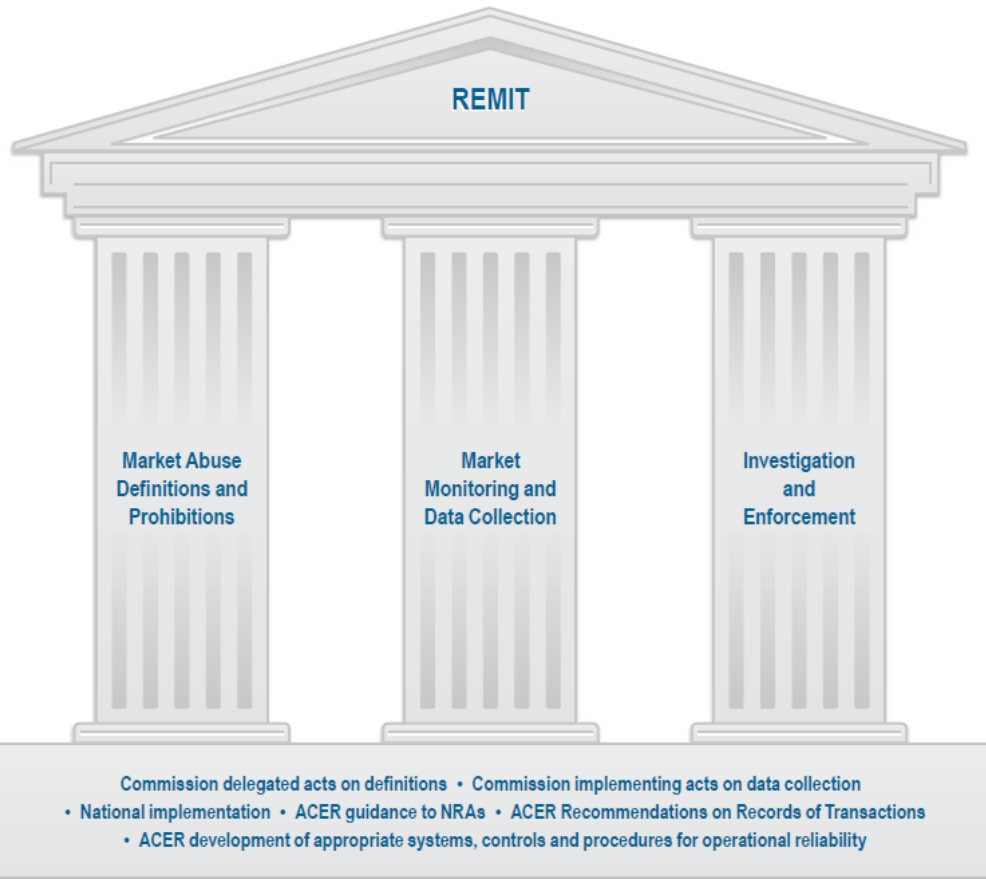 REMIT
Market Abuse
Definitions and
Prohibitions
Market
Monitoring and
Data Collection
Investigation
and
Enforcement
Commission delegated acts on definitions • Commission implementing acts on data collection
• National implementation • ACER guidance to NRAs • ACER Recommendations on Records of Transactions
• ACER development of appropriate systems, controls and procedures for operational reliability